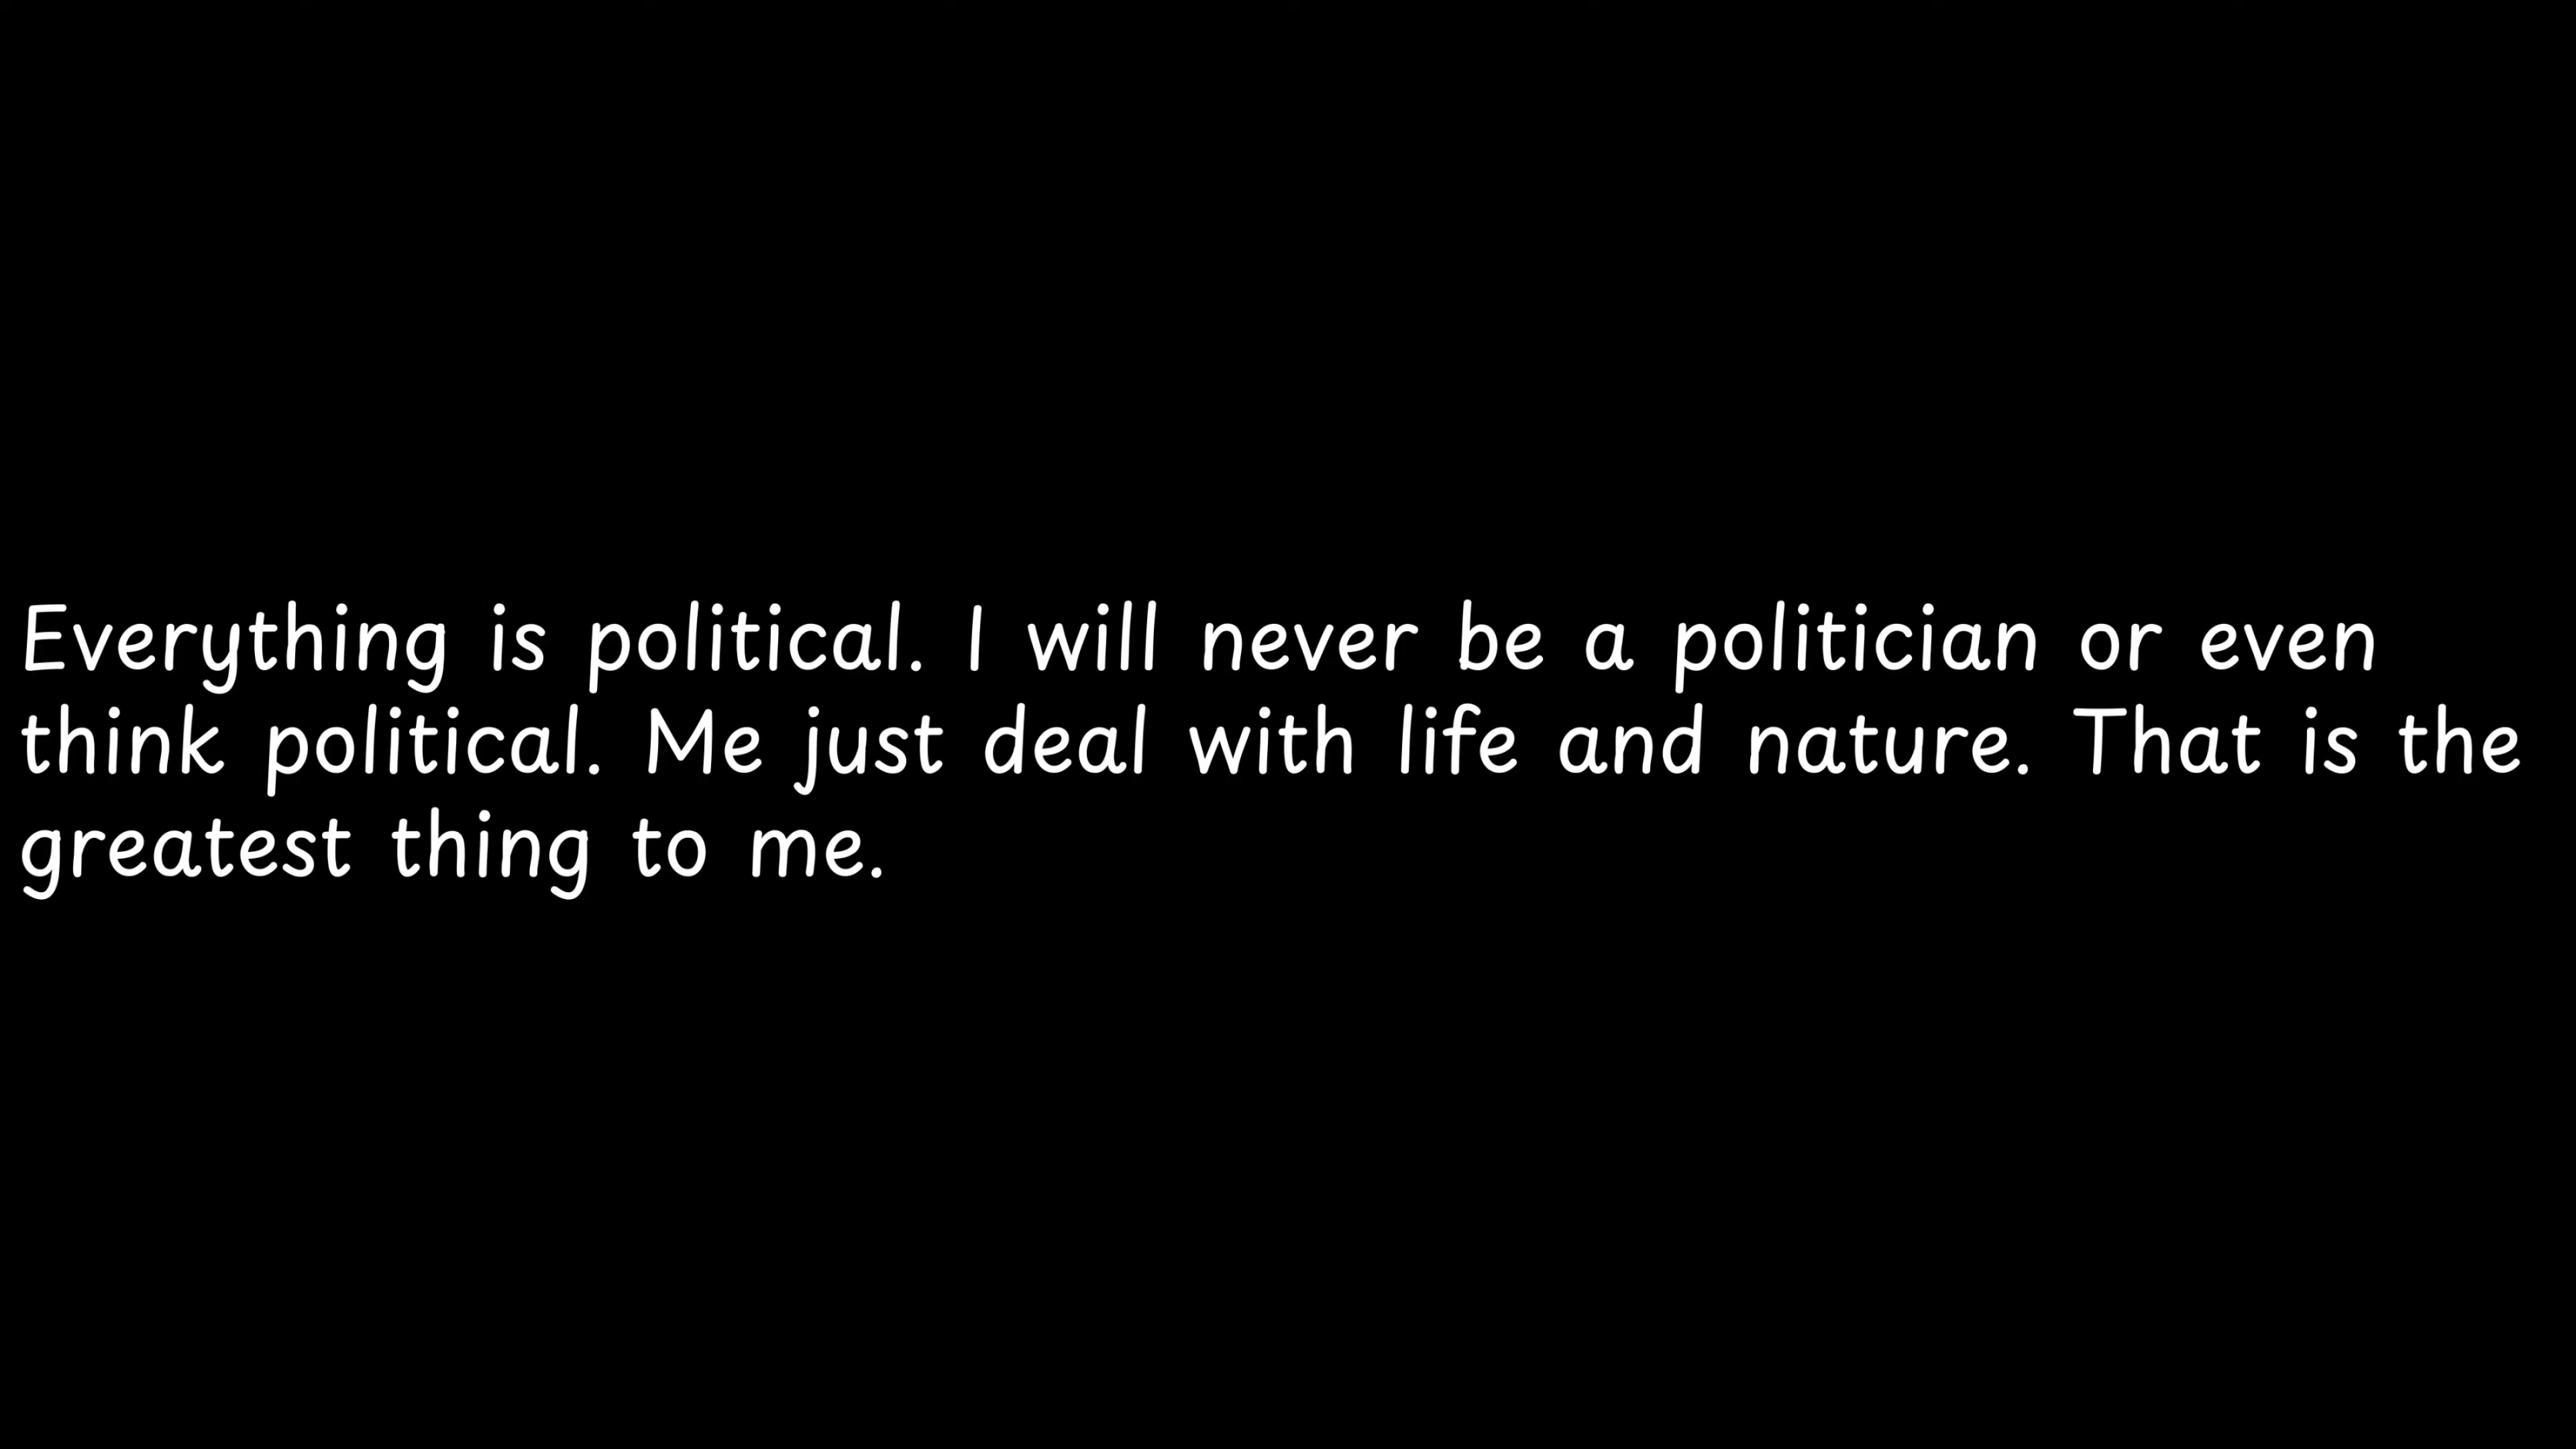 Everything is political. I will never be a politician or even
think political. Me just deal with life and nature. That is the
greatest thing to me.